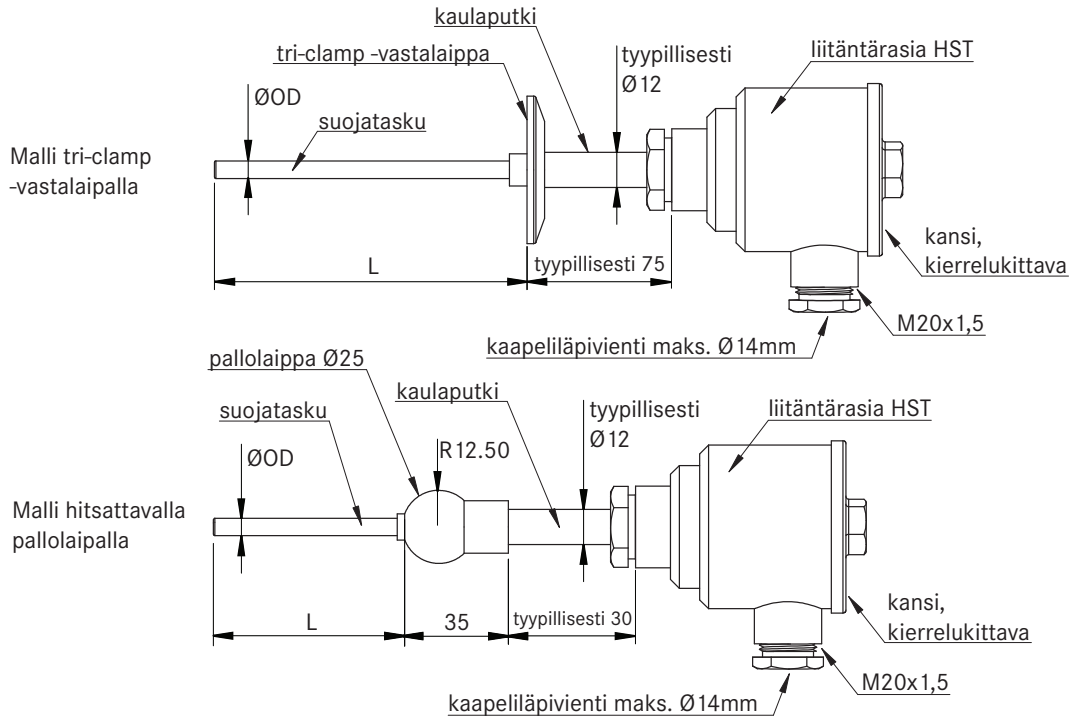 kaulaputki
tri-clamp -vastalaippa
tyypillisesti
Ø12
liitäntärasia HST
ØOD
suojatasku
Malli tri-clamp
-vastalaipalla
L
tyypillisesti 75
kansi,
kierrelukittava
M20x1,5
kaapeliläpivienti maks. Ø14mm
pallolaippa Ø25
kaulaputki
suojatasku
tyypillisesti
Ø12
liitäntärasia HST
ØOD
R12.50
Malli hitsattavalla
pallolaipalla
L
35
tyypillisesti 30
kansi,
kierrelukittava
M20x1,5
kaapeliläpivienti maks. Ø14mm